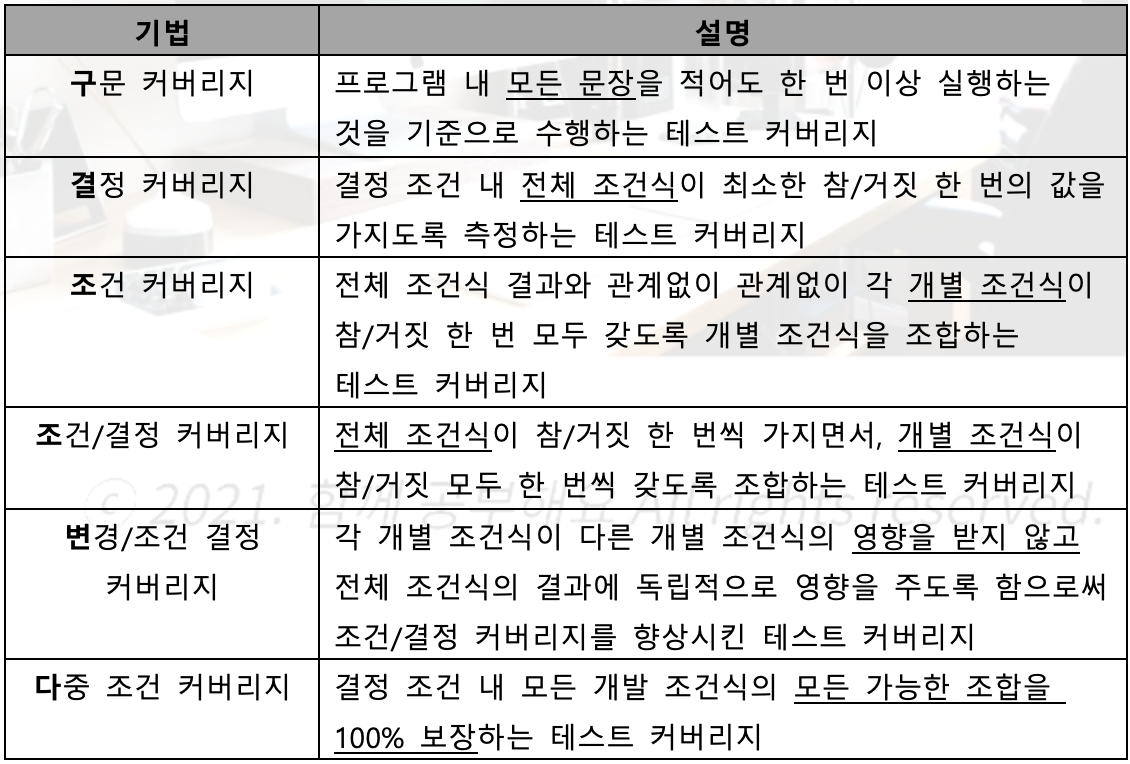 기법 설명
구문 커버리지 프로그램 내 모든 문장을 적어도 한 번 이상 실행하는
것을 기준으로 수행하는 테스트 커버리지
결정 커버리지 결정 조건 내 전체 조건식이 최소한 참/거짓 한 번의 값을
가지도록 측정하는 테스트 커버리지
조건 커버리지 전체 조건식 결과와 관계없이 관계없이 각 개별 조건식이
참/거짓 한 번 모두 갖도록 개별 조건식을 조합하는
테스트 커버리지
조건/결정 커버리지 전체 조건식이 참/거짓 한 번씩 가지면서, 개별 조건식이
참/거짓 모두 한 번씩 갖도록 조합하는 테스트 커버리지
ⓒ 2021. 함께 공부해요 All rights reserved.
변경/조건 결정 각 개별 조건식이 다른 개별 조건식의 영향을 받지 않고
커버리지 전체 조건식의 결과에 독립적으로 영향을 주도록 함으로써
조건/결정 커버리지를 향상시킨 테스트 커버리지
다중 조건 커버리지 결정 조건 내 모든 개발 조건식의 모든 가능한 조합을
100% 보장하는 테스트 커버리지